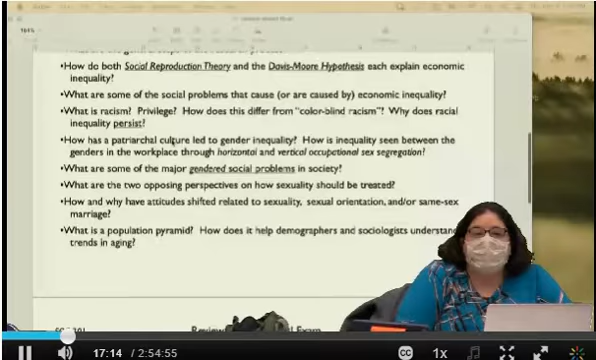 •How do both Social Reproduction Theory and the Davis-Moore Hypothesis each explain economic
inequality?
•What are some of the social problems that cause (or are caused by) economic inequality?
•What is racism? Privilege? How does this differ from "color-blind racism"? Why does racial
inequality persist?
•How has a patriarchal culture led to gender inequality? How is inequality seen between the
genders in the workplace through horizontal and vertical occupational sex segregation?
•What are some of the major gendered social problems in society?
•What are the two opposing perspectives on how sexuality should be treated?
•How and why have attitudes shifted related to sexuality, sexual orientation, and/or same-sex
marriage?
•What is a population pyramid? How does it help demographers and sociologists understand
trends in aging?
Exam
17:14 / 2:54:55
CC
1x